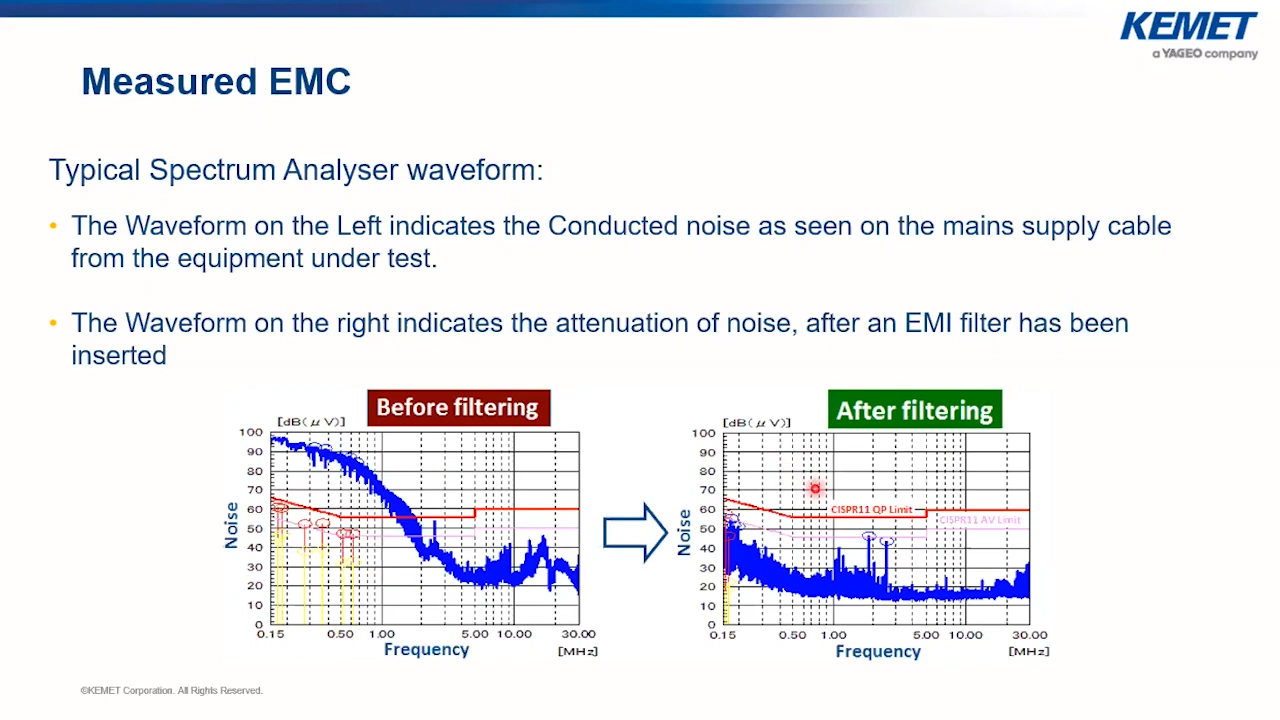 KEMET
a YAGEO company
Measured EMC
Typical Spectrum Analyser waveform:
• The Waveform on the Left indicates the Conducted noise as seen on the mains supply cable
from the equipment under test.
• The Waveform on the right indicates the attenuation of noise, after an EMI filter has been
inserted
Before filtering
[dB(μV)]
100
90
80
70
60
50
40
30
20
10
0
Noise
0.15 0.50 1.00 5.00 10.00 30.00
Frequency
[MHz]
After filtering
[dB(μV)]
100
90
80
70
60
50
40
30
20
10
0
Noise
CISPR11 QP Limit
CISPR11 AV Limit
0.15 0.50 1.00 5.00 10.00 30.00
Frequency
[MHz]
©KEMET Corporation. All Rights Reserved.